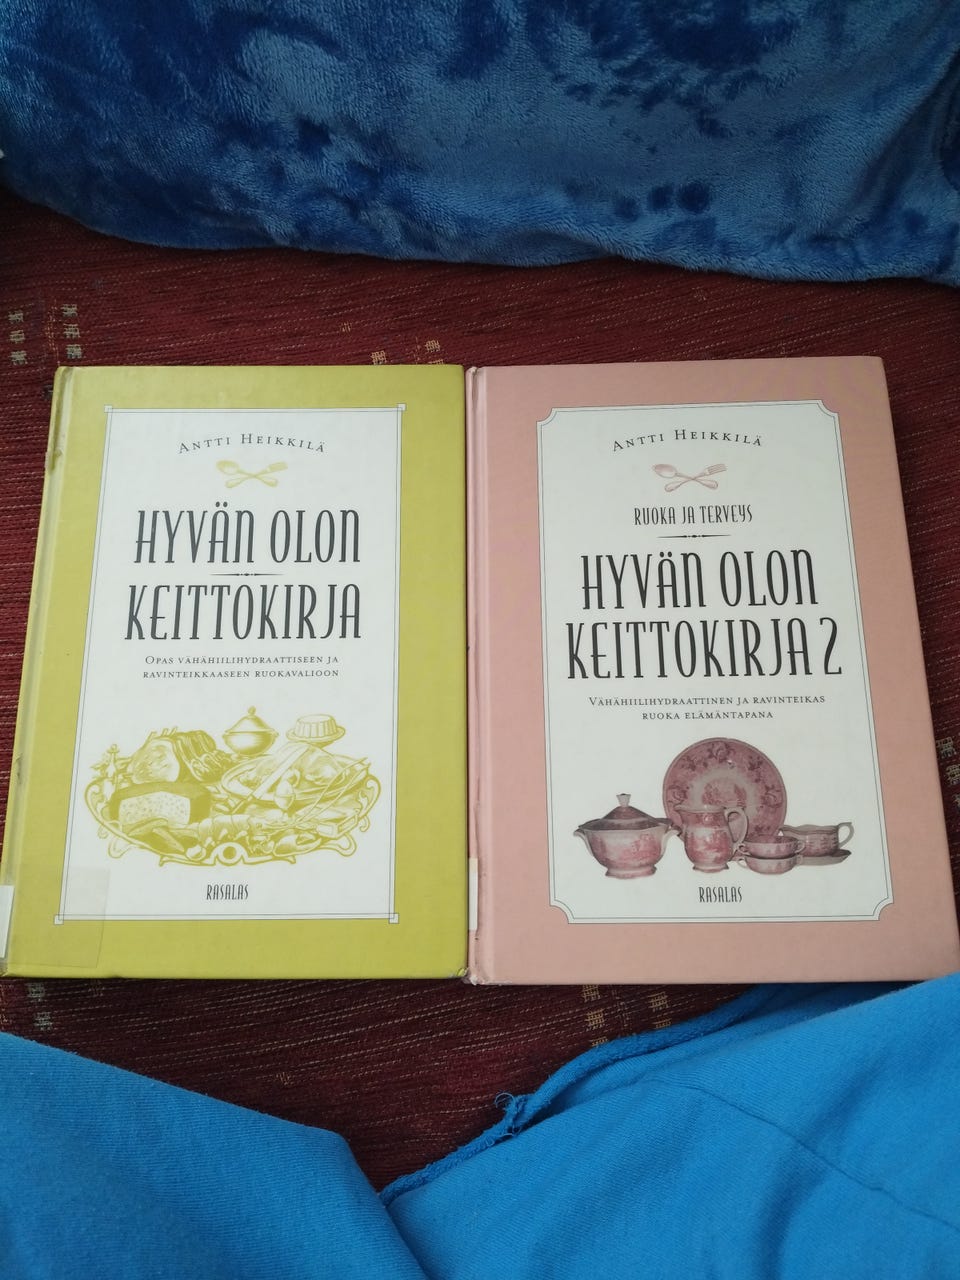 ANTTI HEIKKILÄ
HYVÄN OLON
KEITTOKIRJA
OPAS VÄHÄHIILIHYDRAATTISEEN JA
RAVINTEIKKAASEEN RUOKAVALIOON
RASALAS
ANTTI HEIKKILÄ
RUOKA JA TERVEYS
HYVÄN OLON
KEITTOKIRJA 2
VÄHÄHIILIHYDRAATTINEN JA RAVINTEIKAS
RUOKA ELÄMÄNTAPANA
RASALAS